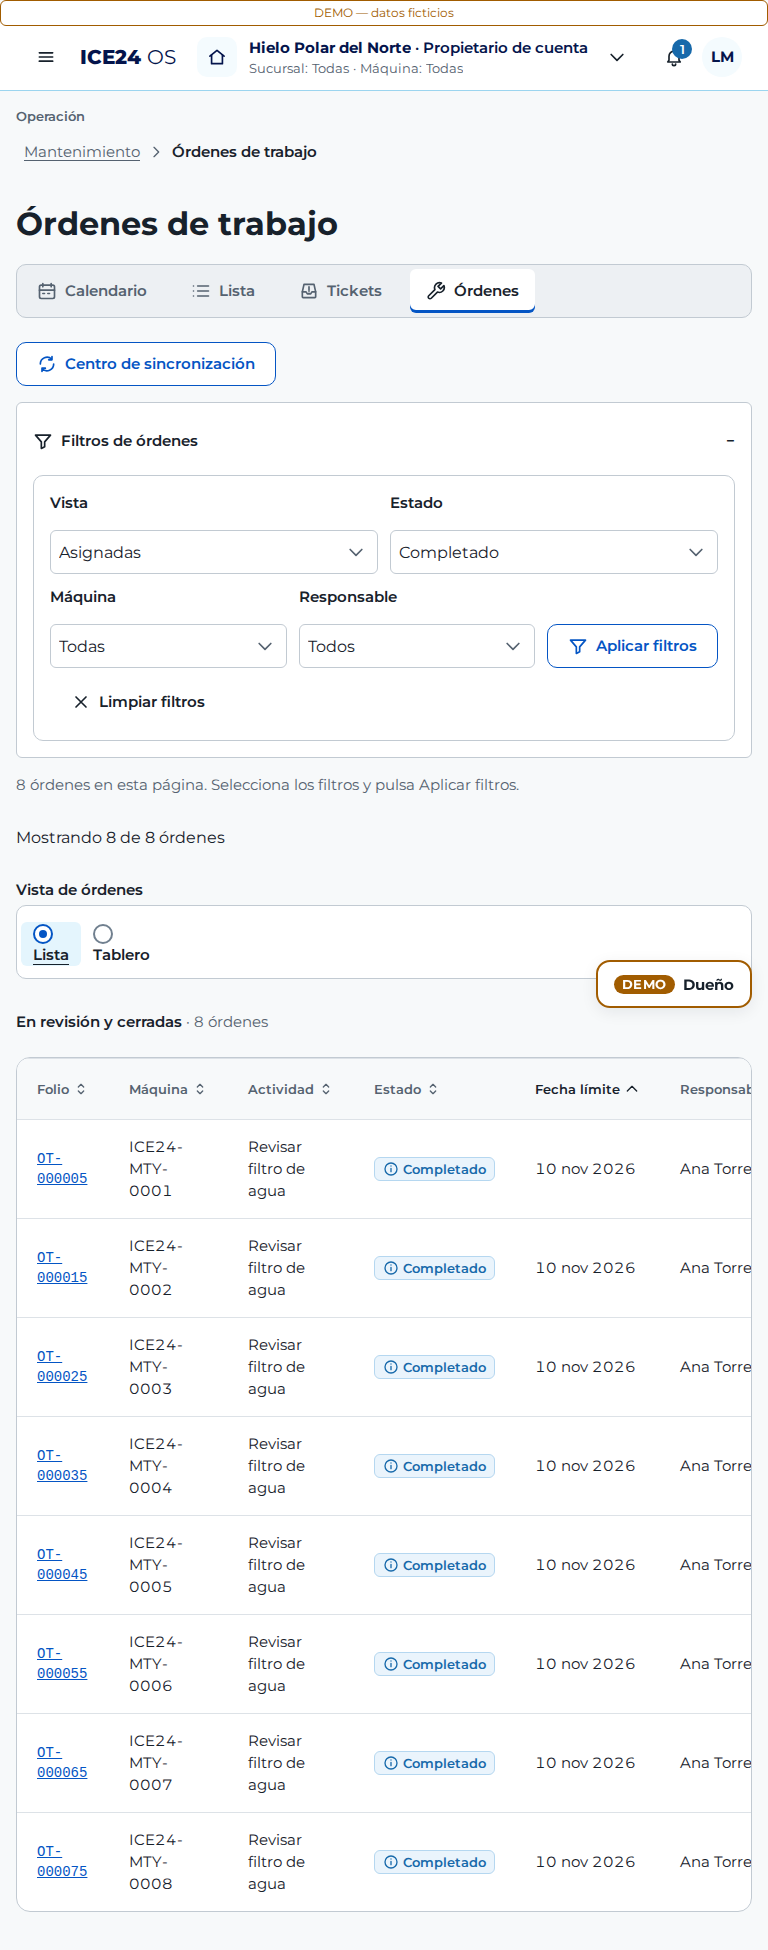 DEMO — datos ficticios
ICE24 OS
Hielo Polar del Norte · Propietario de cuenta
Sucursal: Todas · Máquina: Todas
1
LM
Operación
Mantenimiento
Órdenes de trabajo
Órdenes de trabajo
Calendario
Lista
Tickets
Órdenes
Centro de sincronización
Filtros de órdenes
Vista
Estado
Asignadas
Completado
Máquina
Responsable
Todas
Todos
Aplicar filtros
Limpiar filtros
8 órdenes en esta página. Selecciona los filtros y pulsa Aplicar filtros.
Mostrando 8 de 8 órdenes
Vista de órdenes
Lista
Tablero
DEMO Dueño
En revisión y cerradas · 8 órdenes
Folio Máquina Actividad Estado Fecha límite Responsab
OT-
000005
ICE24-
MTY-
0001
Revisar
filtro de
agua
Completado
10 nov 2026
Ana Torre
OT-
000015
ICE24-
MTY-
0002
Revisar
filtro de
agua
Completado
10 nov 2026
Ana Torre
OT-
000025
ICE24-
MTY-
0003
Revisar
filtro de
agua
Completado
10 nov 2026
Ana Torre
OT-
000035
ICE24-
MTY-
0004
Revisar
filtro de
agua
Completado
10 nov 2026
Ana Torre
OT-
000045
ICE24-
MTY-
0005
Revisar
filtro de
agua
Completado
10 nov 2026
Ana Torre
OT-
000055
ICE24-
MTY-
0006
Revisar
filtro de
agua
Completado
10 nov 2026
Ana Torre
OT-
000065
ICE24-
MTY-
0007
Revisar
filtro de
agua
Completado
10 nov 2026
Ana Torre
OT-
000075
ICE24-
MTY-
0008
Revisar
filtro de
agua
Completado
10 nov 2026
Ana Torre